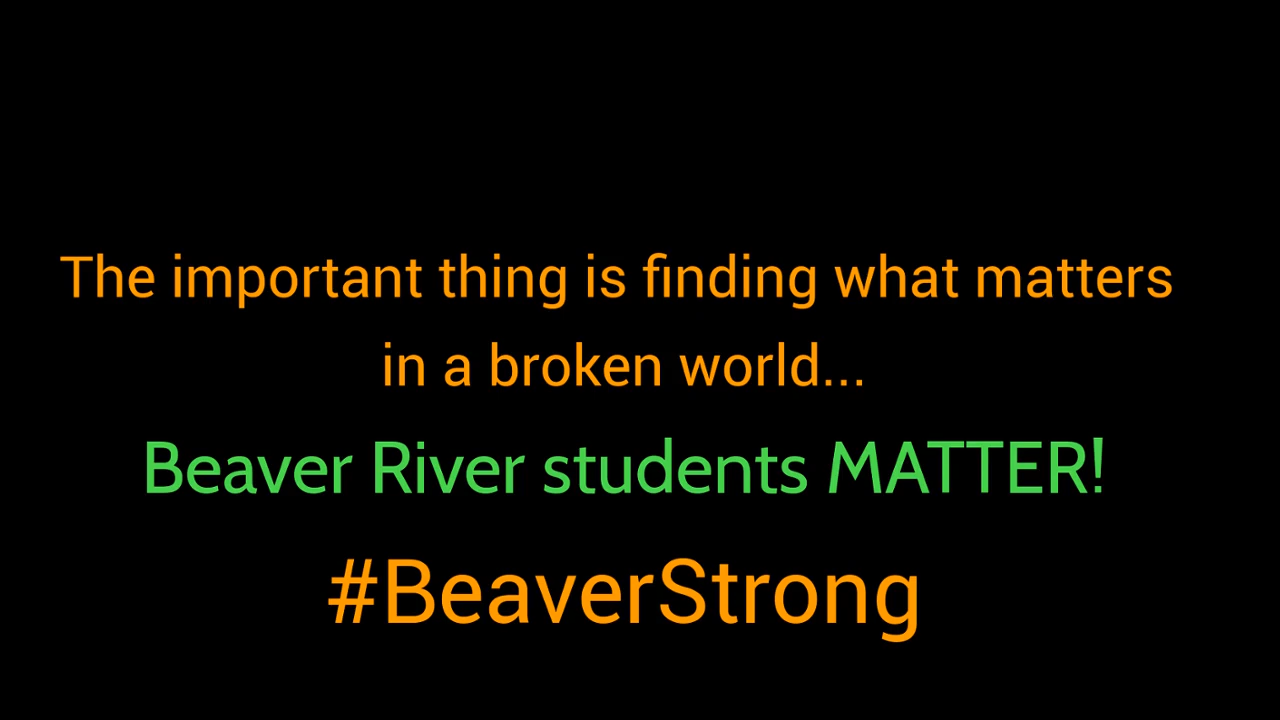 The important thing is finding what matters
in a broken world...
Beaver River students MATTER!
#BeaverStrong